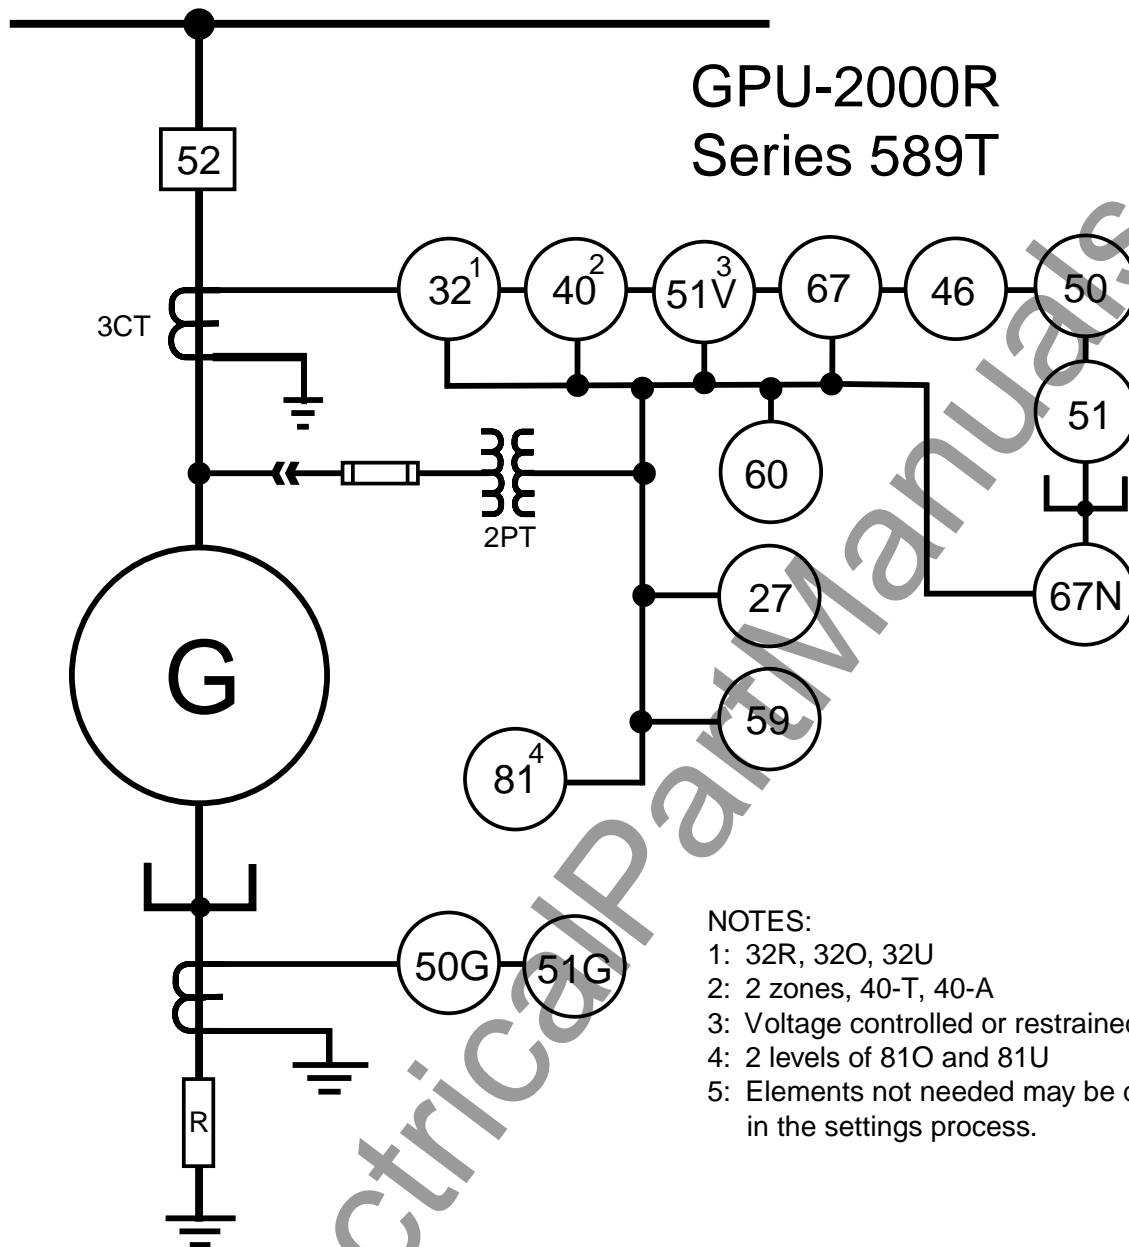 GPU-2000R
Series 589T
52
32 1
40 2
51V 3
67
46
50
3CT
51
60
2PT
27
67N
G
59
81 4
50G
51G
R
NOTES:
1: 32R, 32O, 32U
2: 2 zones, 40-T, 40-A
3: Voltage controlled or restrained
4: 2 levels of 81O and 81U
5: Elements not needed may be
in the settings process.
ctricalPartManuals